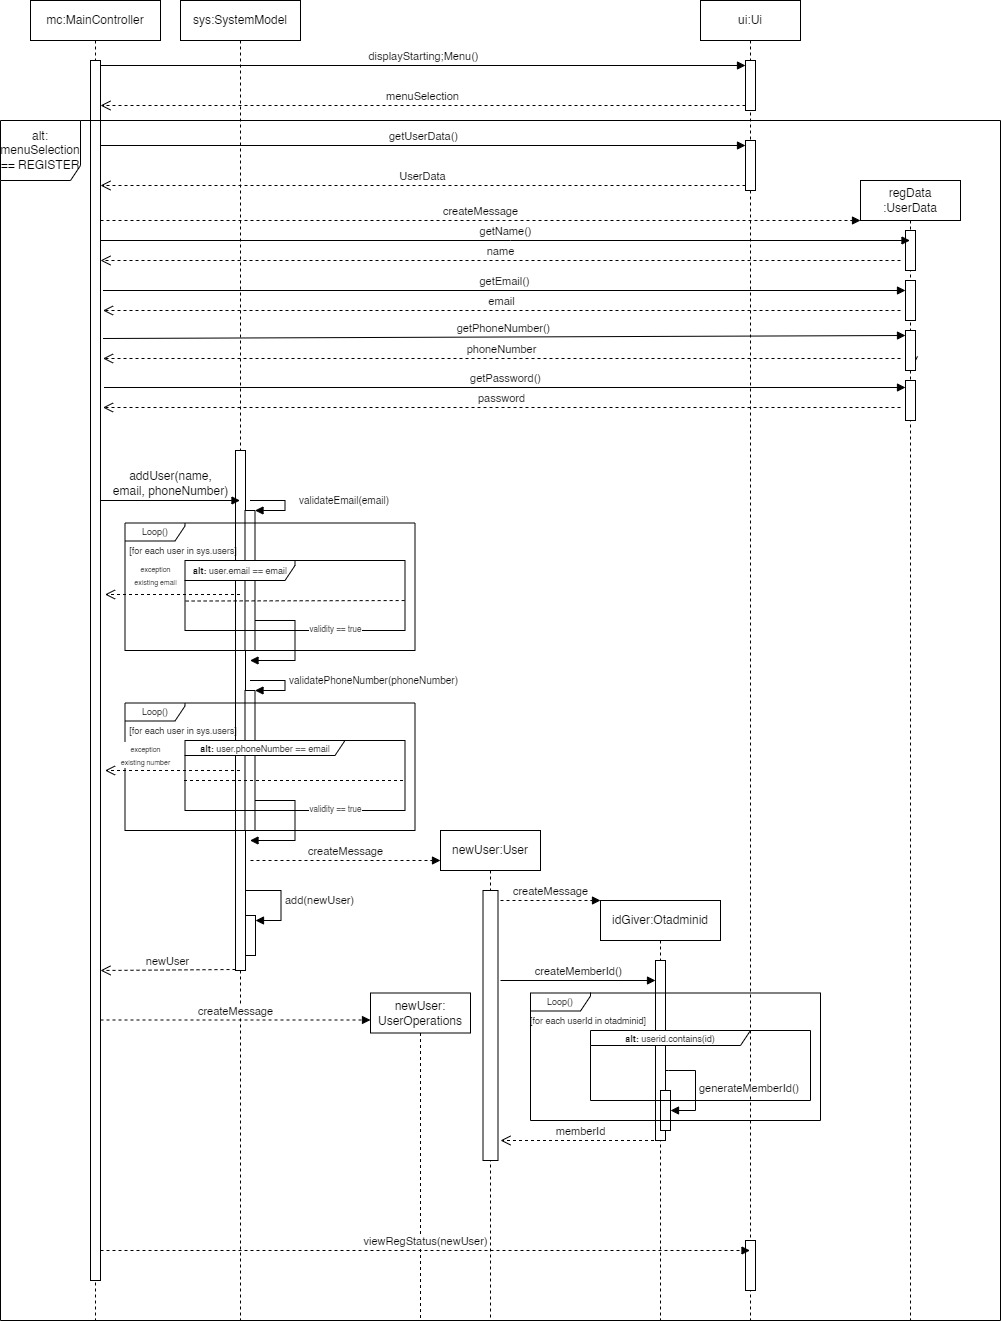 mc:MainController
sys:SystemModel
ui:Ui
displayStarting;Menu()
menuSelection
alt:
menuSelection
== REGISTER
getUserData()
UserData
regData
:UserData
createMessage
getName()
name
getEmail()
email
getPhoneNumber()
phoneNumber
getPassword()
password
addUser(name,
email, phoneNumber)
validateEmail(email)
Loop()
[for each user in sys.users]
exception
existing email
alt: user.email == email
validity == true
validatePhoneNumber(phoneNumber)
Loop()
[for each user in sys.users]
exception
existing number
alt: user.phoneNumber == email
validity == true
createMessage
newUser:User
add(newUser)
createMessage
idGiver:Otadminid
newUser
createMemberId()
createMessage
newUser:
UserOperations
Loop()
[for each userId in otadminid]
alt: userid.contains(id)
generateMemberId()
memberId
viewRegStatus(newUser)